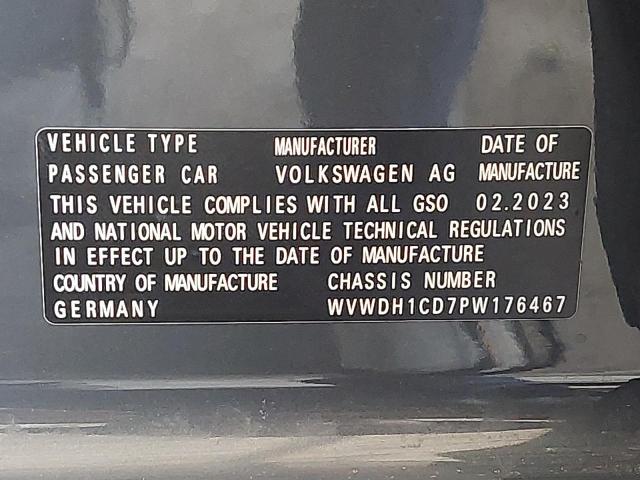 VEHICLE TYPE MANUFACTURER DATE OF
PASSENGER CAR VOLKSWAGEN AG MANUFACTURE
THIS VEHICLE COMPLIES WITH ALL GSO 02.2023
AND NATIONAL MOTOR VEHICLE TECHNICAL REGULATIONS
IN EFFECT UP TO THE DATE OF MANUFACTURE
COUNTRY OF MANUFACTURE CHASSIS NUMBER
GERMANY WVWDH1CD7PW176467